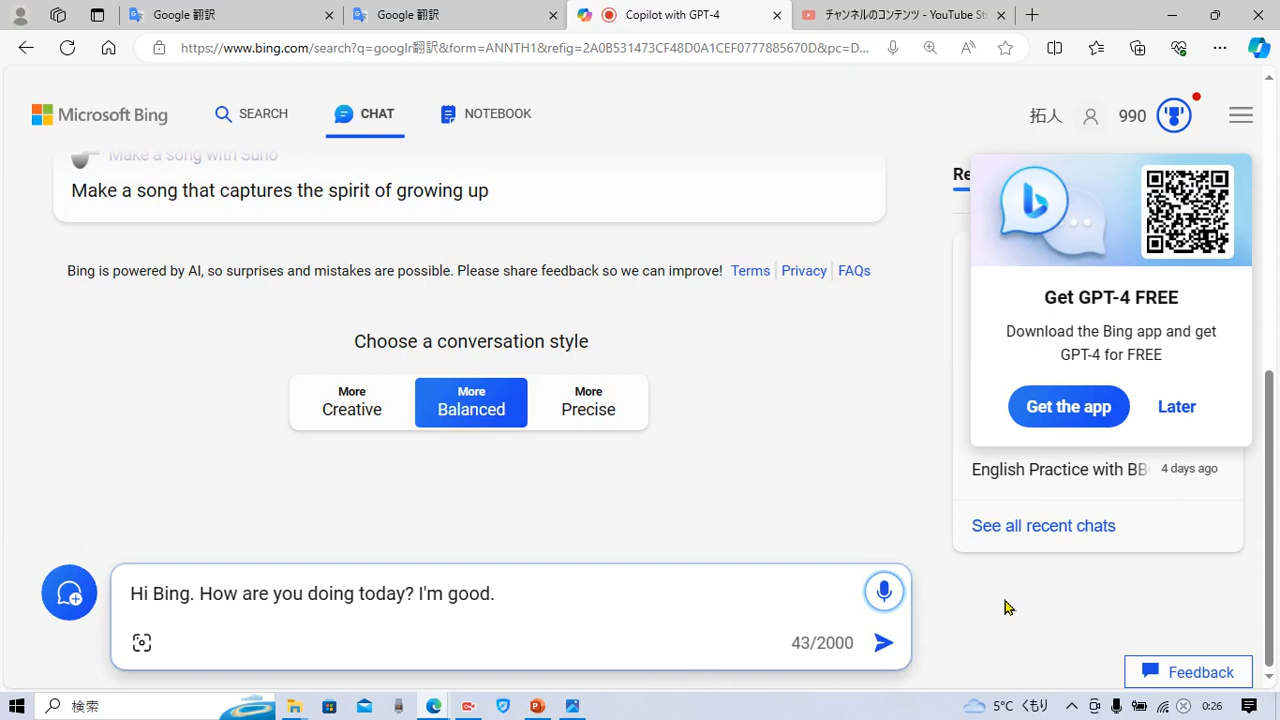 Google 翻訳
Google 翻訳
Copilot with GPT-4
チャンネルのコンテンツ - YouTube St
https://www.bing.com/search?q=googlr翻訳&form=ANNTH1&refig=2A0B531473CF48D0A1CEF0777885670D&pc=D...
Microsoft Bing
SEARCH
CHAT
NOTEBOOK
拓人
990
Make a song with Suno
Make a song that captures the spirit of growing up
Re
Bing is powered by AI, so surprises and mistakes are possible. Please share feedback so we can improve! Terms Privacy FAQs
Get GPT-4 FREE
Download the Bing app and get
GPT-4 for FREE
Get the app
Later
Choose a conversation style
More
Creative
More
Balanced
More
Precise
English Practice with BB
4 days ago
See all recent chats
Hi Bing. How are you doing today? I'm good.
43/2000
Feedback
検索
5°C くもり
0:26